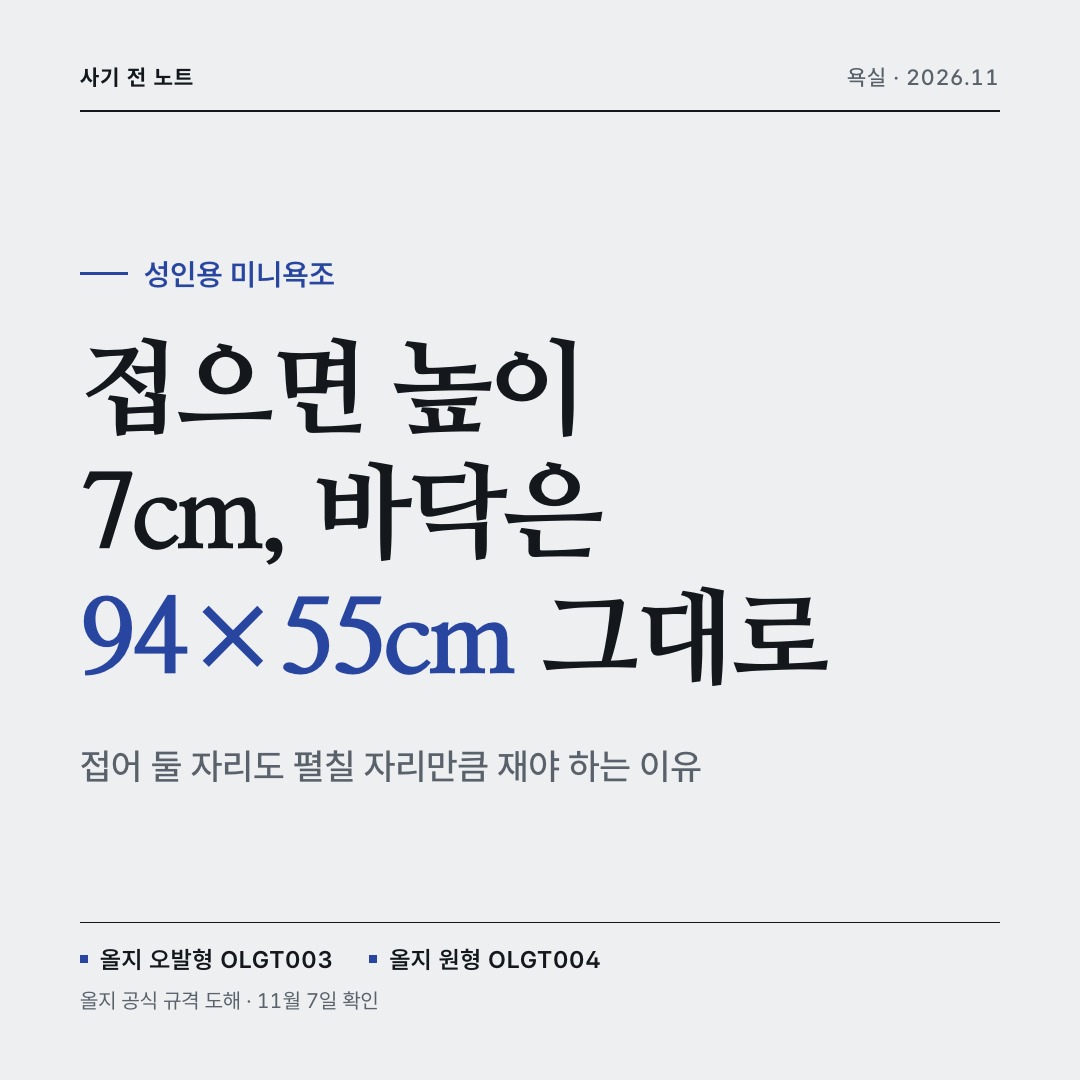 사기 전 노트
욕실 · 2026.11
성인용 미니욕조
접으면 높이
7cm, 바닥은
94×55cm 그대로
접어 둘 자리도 펼칠 자리만큼 재야 하는 이유
올지 오발형 OLGT003
올지 원형 OLGT004
올지 공식 규격 도해 · 11월 7일 확인